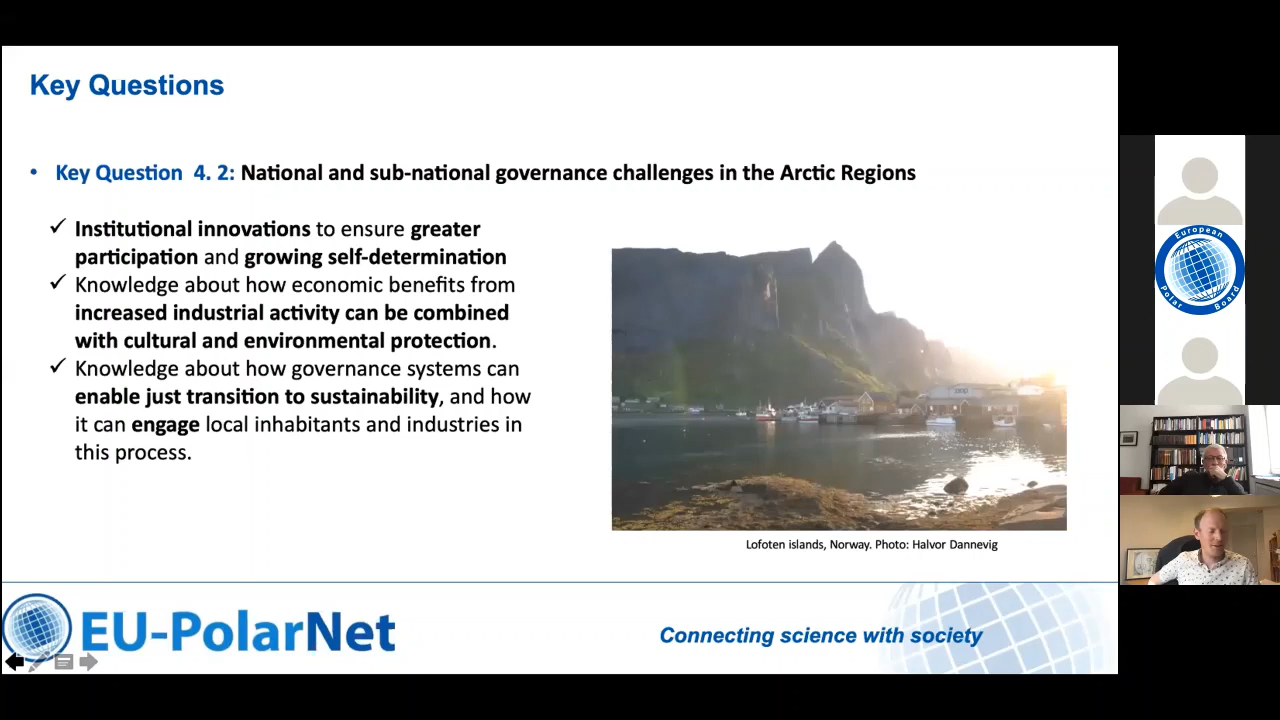 Key Questions
• Key Question 4. 2: National and sub-national governance challenges in the Arctic Regions
✓ Institutional innovations to ensure greater
participation and growing self-determination
✓ Knowledge about how economic benefits from
increased industrial activity can be combined
with cultural and environmental protection.
✓ Knowledge about how governance systems can
enable just transition to sustainability, and how
it can engage local inhabitants and industries in
this process.
Lofoten islands, Norway. Photo: Halvor Dannevig
EU-PolarNet
Connecting science with society
European
Polar Board